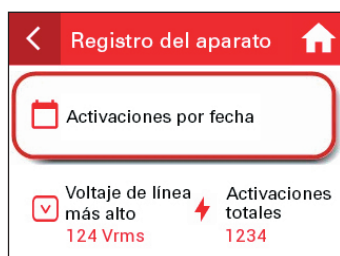 Registro del aparato
Activaciones por fecha
Voltaje de línea más alto
124 Vrms
Activaciones totales
1234